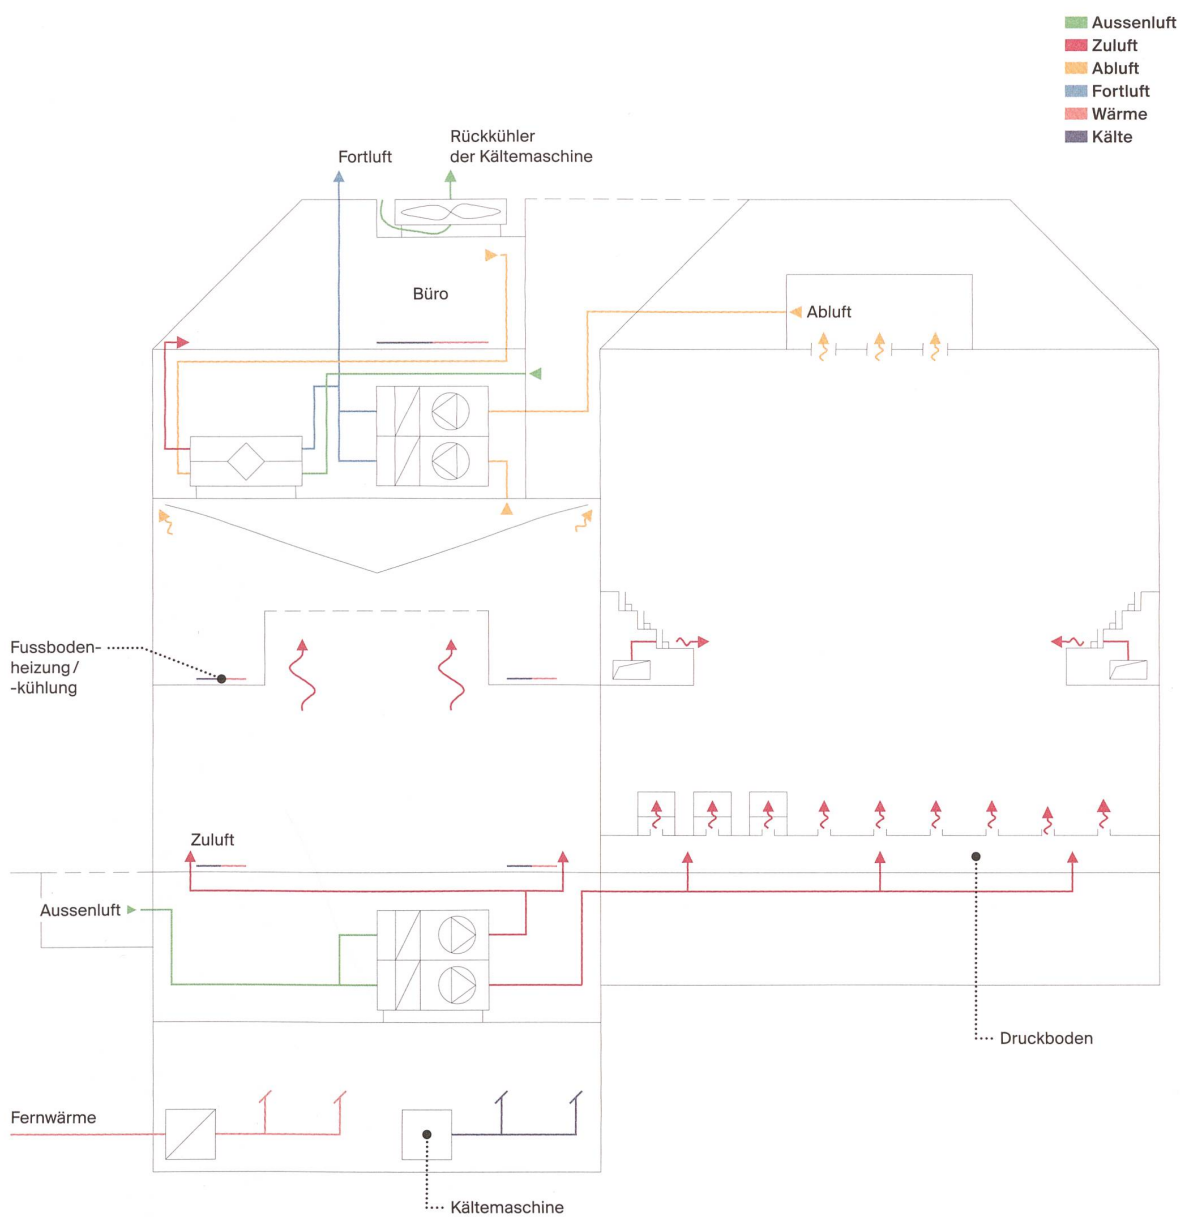 Aussenluft
Zuluft
Abluft
Fortluft
Wärme
Kälte
Rückkühler
der Kältemaschine
Fortluft
Büro
Abluft
Fussboden-
heizung /
-kühlung
Zuluft
Aussenluft
Druckboden
Fernwärme
Kältemaschine